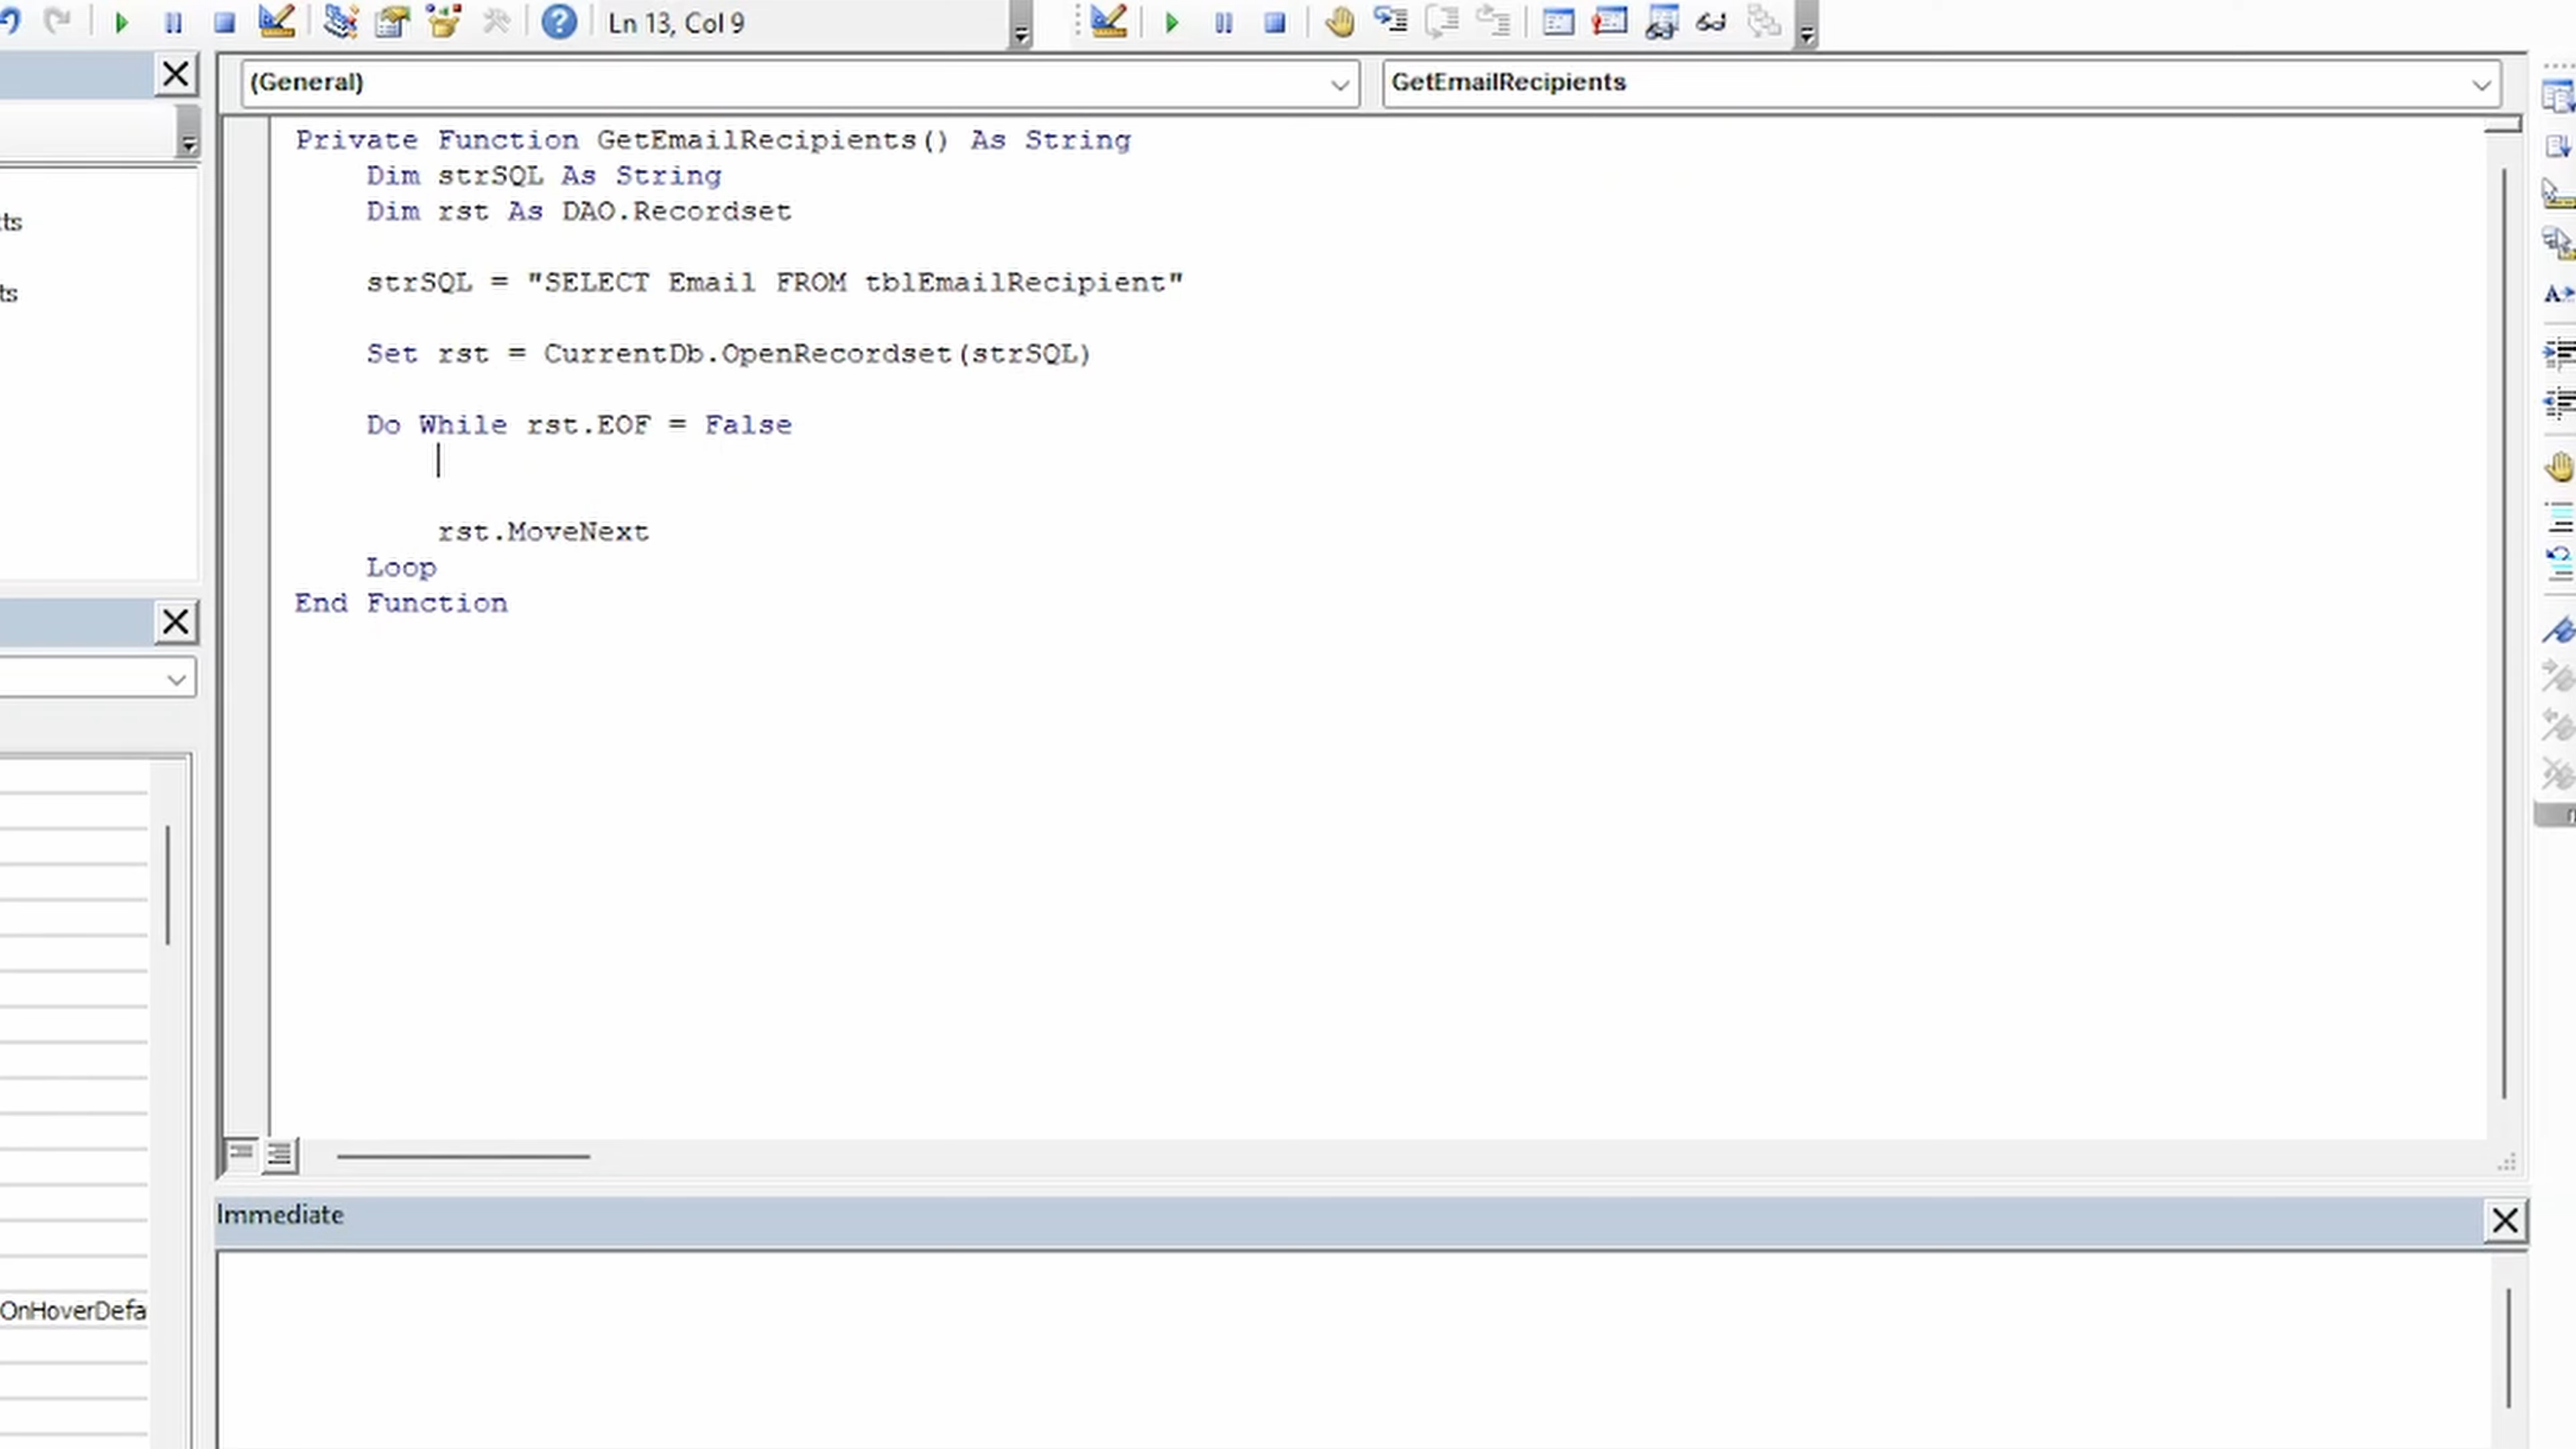 Ln 13, Col 9
(General)
GetEmailRecipients
Private Function GetEmailRecipients() As String
Dim strSQL As String
Dim rst As DAO.Recordset
strSQL = "SELECT Email FROM tblEmailRecipient"
Set rst = CurrentDb.OpenRecordset(strSQL)
Do While rst.EOF = False
rst.MoveNext
Loop
End Function
ts
ts
OnHoverDefa
Immediate